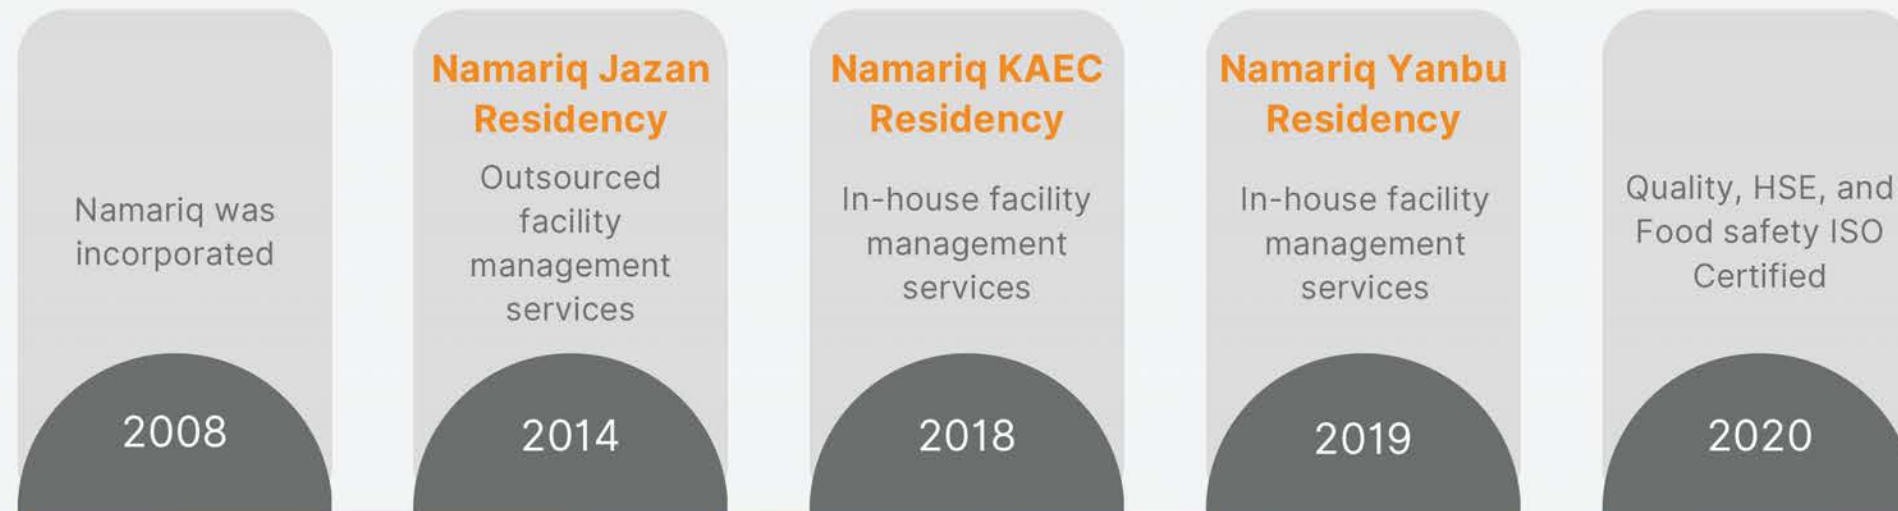 Namariq was
incorporated
2008
Namariq Jazan
Residency
Outsourced
facility
management
services
2014
Namariq KAEC
Residency
In-house facility
management
services
2018
Namariq Yanbu
Residency
In-house facility
management
services
2019
Quality, HSE, and
Food safety ISO
Certified
2020